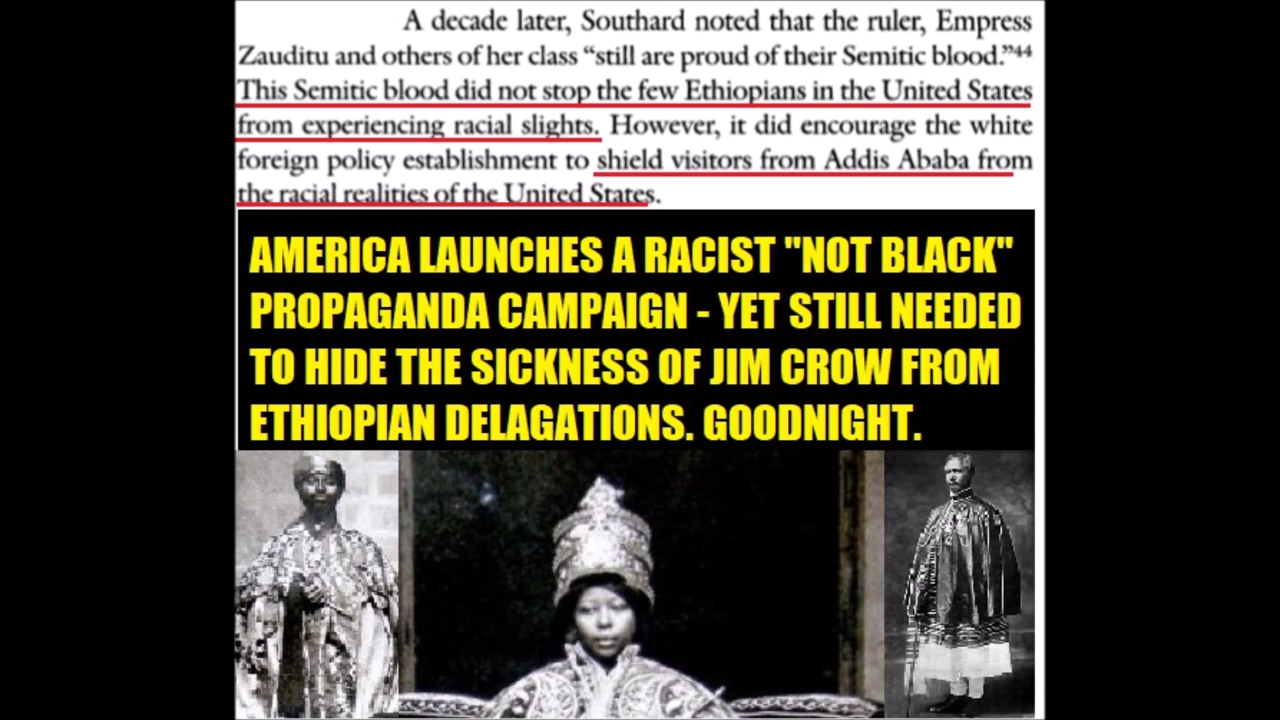 A decade later, Southard noted that the ruler, Empress
Zauditu and others of her class “still are proud of their Semitic blood.”44
This Semitic blood did not stop the few Ethiopians in the United States
from experiencing racial slights. However, it did encourage the white
foreign policy establishment to shield visitors from Addis Ababa from
the racial realities of the United States.
AMERICA LAUNCHES A RACIST "NOT BLACK"
PROPAGANDA CAMPAIGN - YET STILL NEEDED
TO HIDE THE SICKNESS OF JIM CROW FROM
ETHIOPIAN DELAGATIONS. GOODNIGHT.